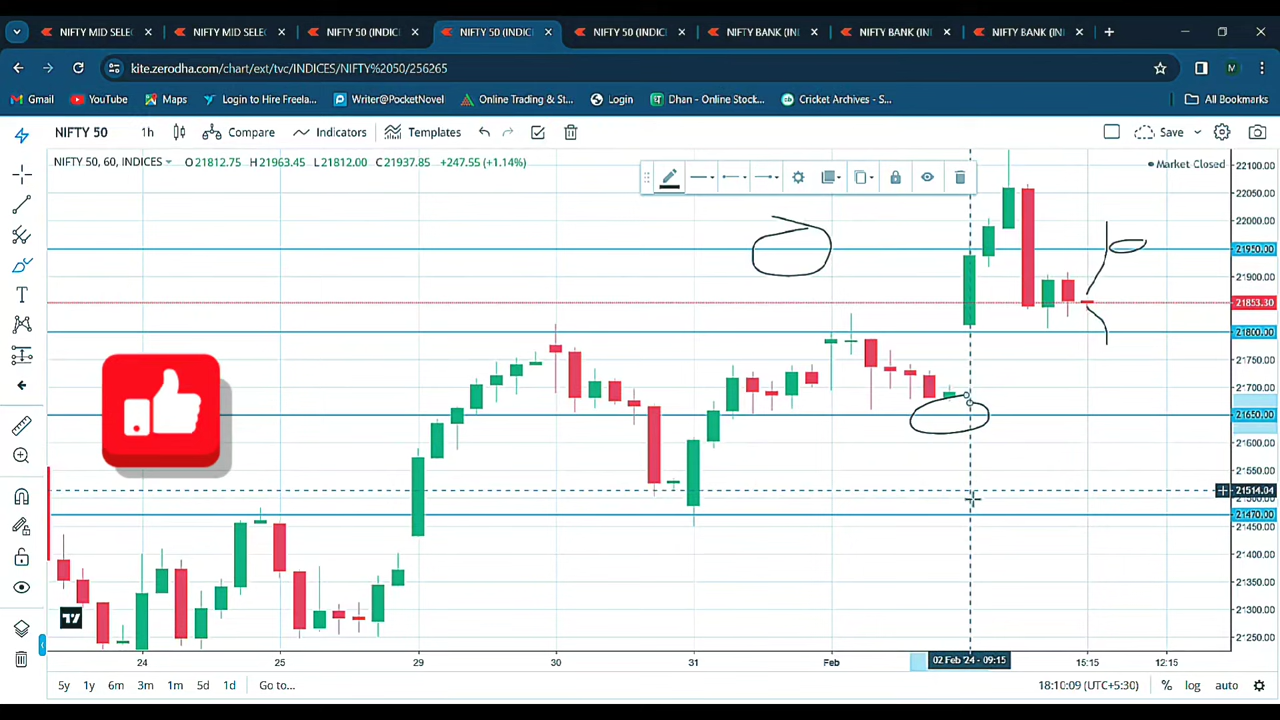 NIFTY MID SELEC
NIFTY MID SELEC
NIFTY 50 (INDIC
NIFTY 50 (INDIC
NIFTY 50 (INDIC
NIFTY BANK (IN
NIFTY BANK (IN
NIFTY BANK (IN
kite.zerodha.com/chart/ext/tvc/INDICES/NIFTY%2050/256265
M
Gmail
YouTube
Maps
Login to Hire Freela...
Writer@PocketNovel
Online Trading & St...
Login
Dhan - Online Stock...
Cricket Archives - S...
All Bookmarks
NIFTY 50
1h
Compare
Indicators
Templates
Save
NIFTY 50, 60, INDICES
O21812.75 H21963.45 L21812.00 C21937.85 +247.55 (+1.14%)
Market Closed
22100.00
22050.00
22000.00
21950.00
21900.00
21853.30
21800.00
21750.00
21700.00
21650.00
21600.00
21550.00
21514.04
21470.00
21450.00
21400.00
21350.00
21300.00
21250.00
24
25
29
30
31
Feb
02 Feb '24 - 09:15
15:15
12:15
5y
1y
6m
3m
1m
5d
1d
Go to...
18:10:09 (UTC+5:30)
%
log
auto